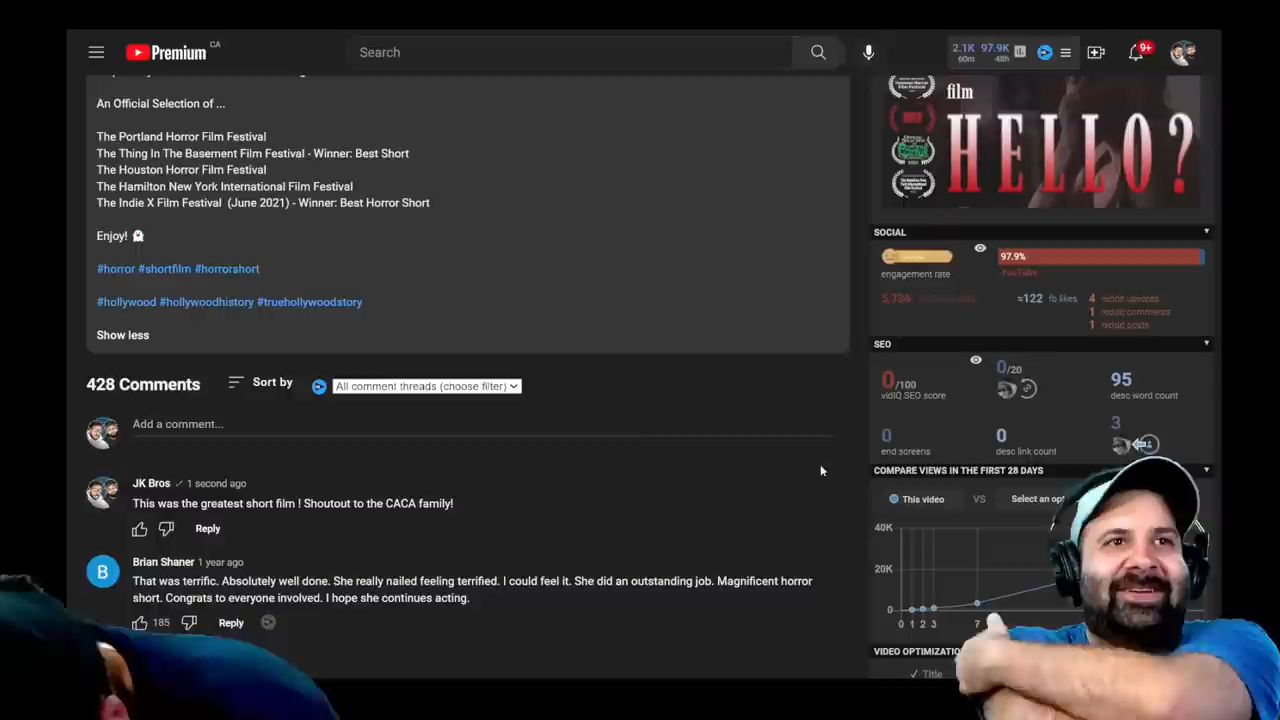 Premium CA
Search
2.1K 97.9K
60m 48h
9+
An Official Selection of ...
The Portland Horror Film Festival
The Thing In The Basement Film Festival - Winner: Best Short
The Houston Horror Film Festival
The Hamilton New York International Film Festival
The Indie X Film Festival (June 2021) - Winner: Best Horror Short
Enjoy!
#horror #shortfilm #horrorshort
#hollywood #hollywoodhistory #truehollywoodstory
Show less
428 Comments
Sort by
All comment threads (choose filter)
Add a comment...
JK Bros 1 second ago
This was the greatest short film ! Shoutout to the CACA family!
Reply
B
Brian Shaner 1 year ago
That was terrific. Absolutely well done. She really nailed feeling terrified. I could feel it. She did an outstanding job. Magnificent horror
short. Congrats to everyone involved. I hope she continues acting.
185 Reply
film
HELLO?
SOCIAL
97.9%
engagement rate
YouTube
5,736
≈122 fb likes
4 reddit upvotes
1 reddit comments
1 reddit posts
SEO
0/100
vidIQ SEO score
0/20
95
desc word count
0
end screens
0
desc link count
3
COMPARE VIEWS IN THE FIRST 28 DAYS
This video
VS
Select an opt
40K
20K
0
0 1 2 3 7
VIDEO OPTIMIZATIO
Title